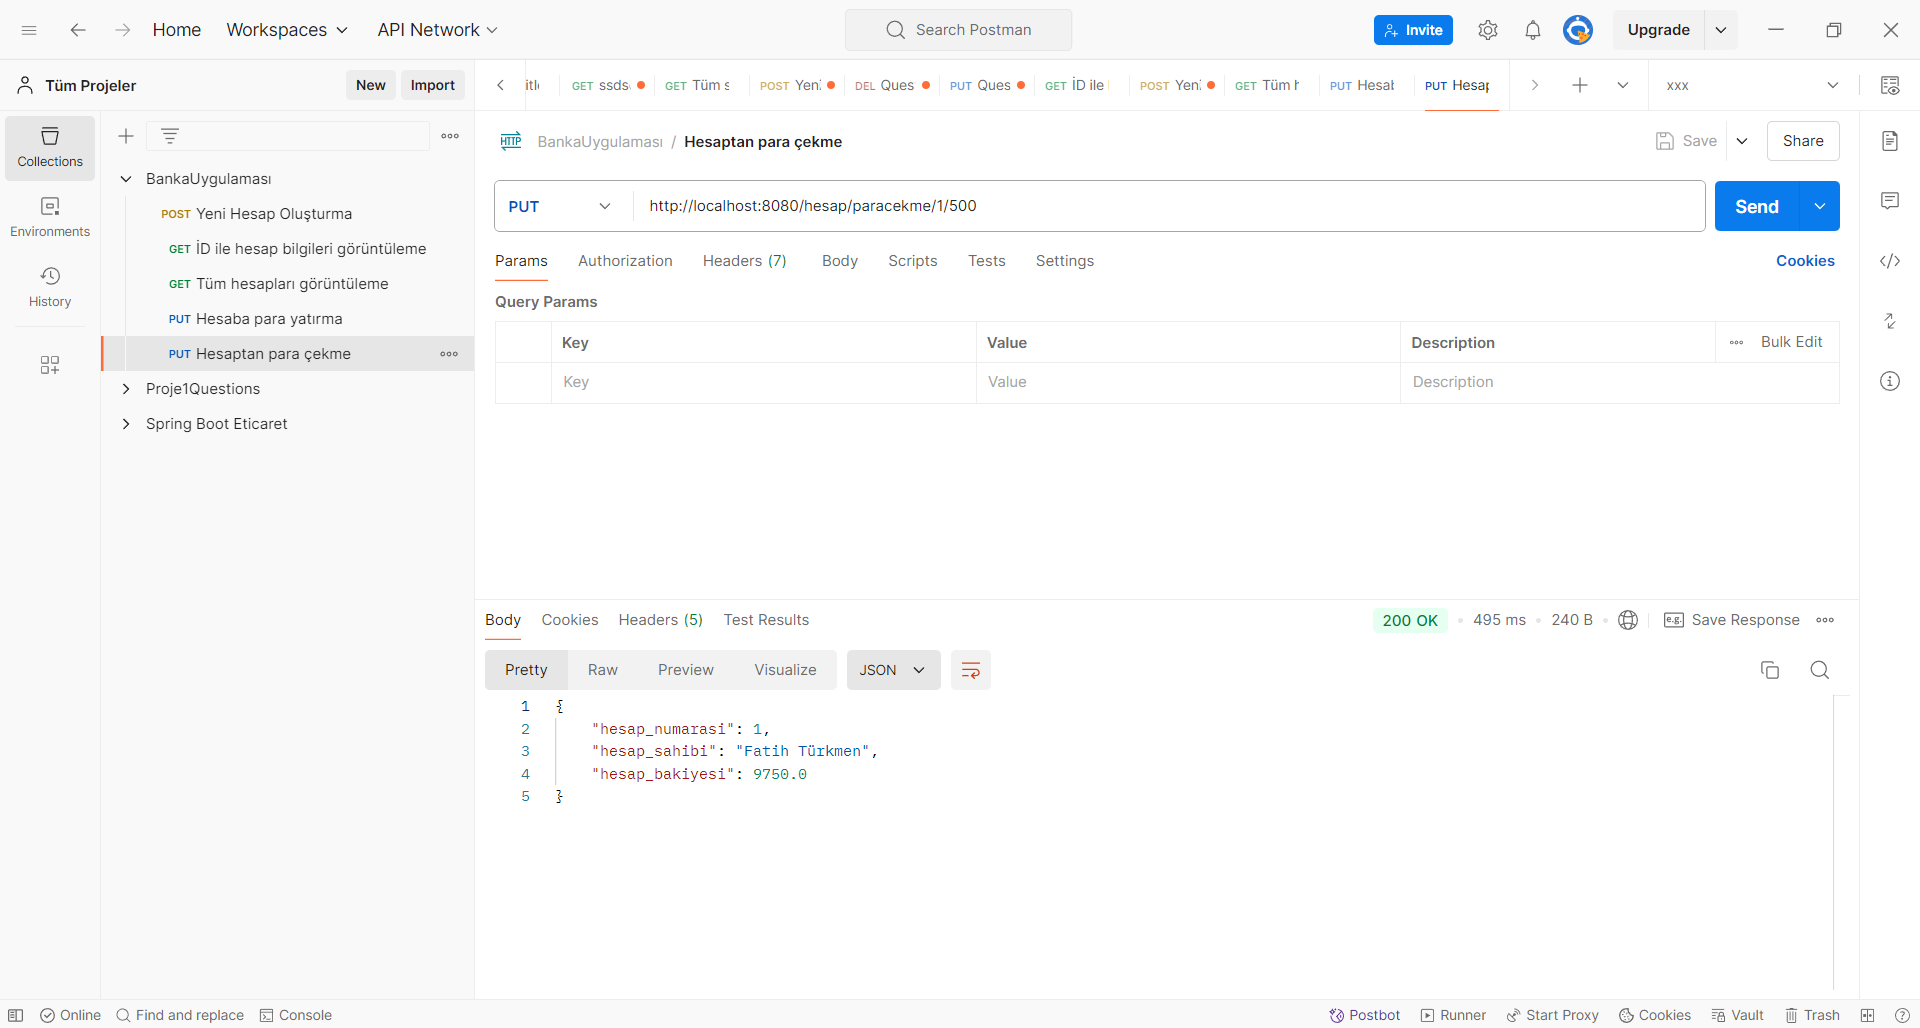 Home Workspaces API Network Search Postman Invite Upgrade
Tüm Projeler New Import
GET ssds GET Tüm s POST Yeni DEL Ques PUT Ques GET İD ile POST Yeni GET Tüm h PUT Hesab PUT Hesap xxx
Collections
Environments
History
BankaUygulaması
POST Yeni Hesap Oluşturma
GET İD ile hesap bilgileri görüntüleme
GET Tüm hesapları görüntüleme
PUT Hesaba para yatırma
PUT Hesaptan para çekme
Proje1Questions
Spring Boot Eticaret
HTTP BankaUygulaması / Hesaptan para çekme Save Share
PUT http://localhost:8080/hesap/paracekme/1/500 Send
Params Authorization Headers (7) Body Scripts Tests Settings Cookies
Query Params
Key Value Description Bulk Edit
Key Value Description
Body Cookies Headers (5) Test Results 200 OK 495 ms 240 B e.g. Save Response
Pretty Raw Preview Visualize JSON
1 {
2 "hesap_numarasi": 1,
3 "hesap_sahibi": "Fatih Türkmen",
4 "hesap_bakiyesi": 9750.0
5 }
Online Find and replace Console Postbot Runner Start Proxy Cookies Vault Trash